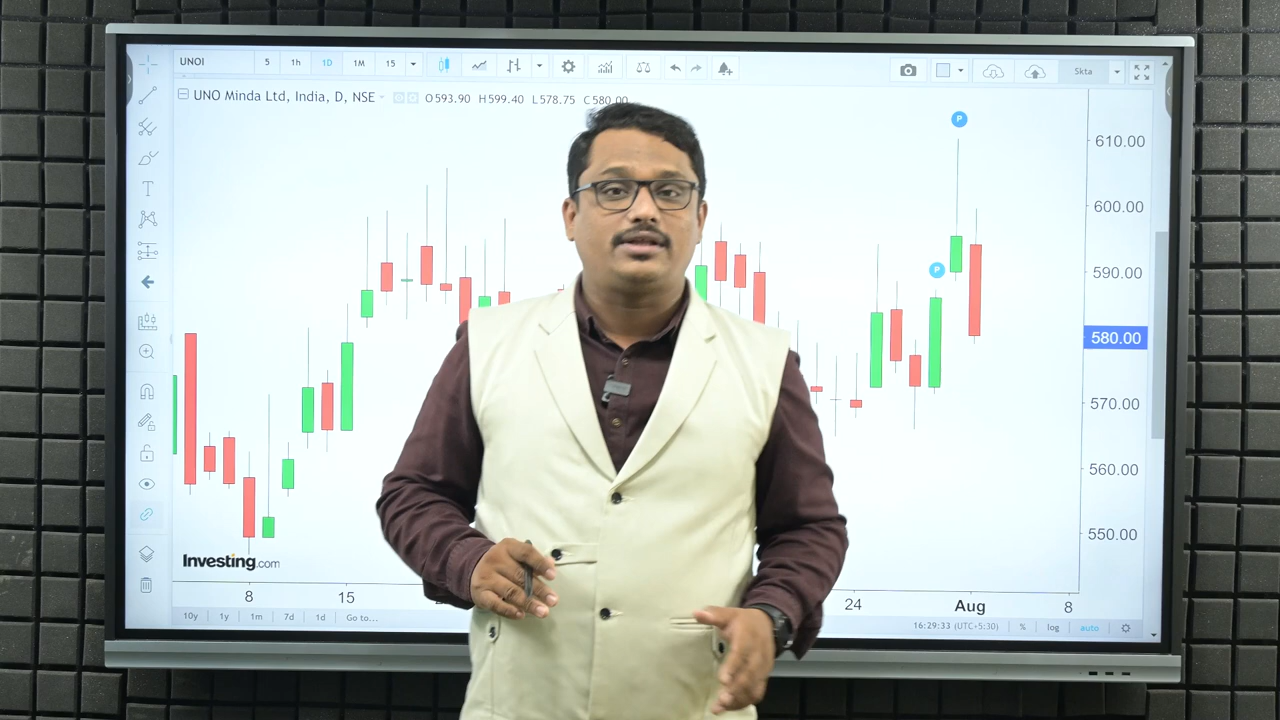 UNOI 5 1h 1D 1M 15 5kta
UNO Minda Ltd, India, D, NSE O593.90 H599.40 L578.75 C580.00
P
610.00
600.00
P
590.00
580.00
570.00
560.00
550.00
T
Investing.com
8 15 24 Aug 8
10y 1y 1m 7d 1d Go to... 16:29:33 (UTC+5:30) % log auto